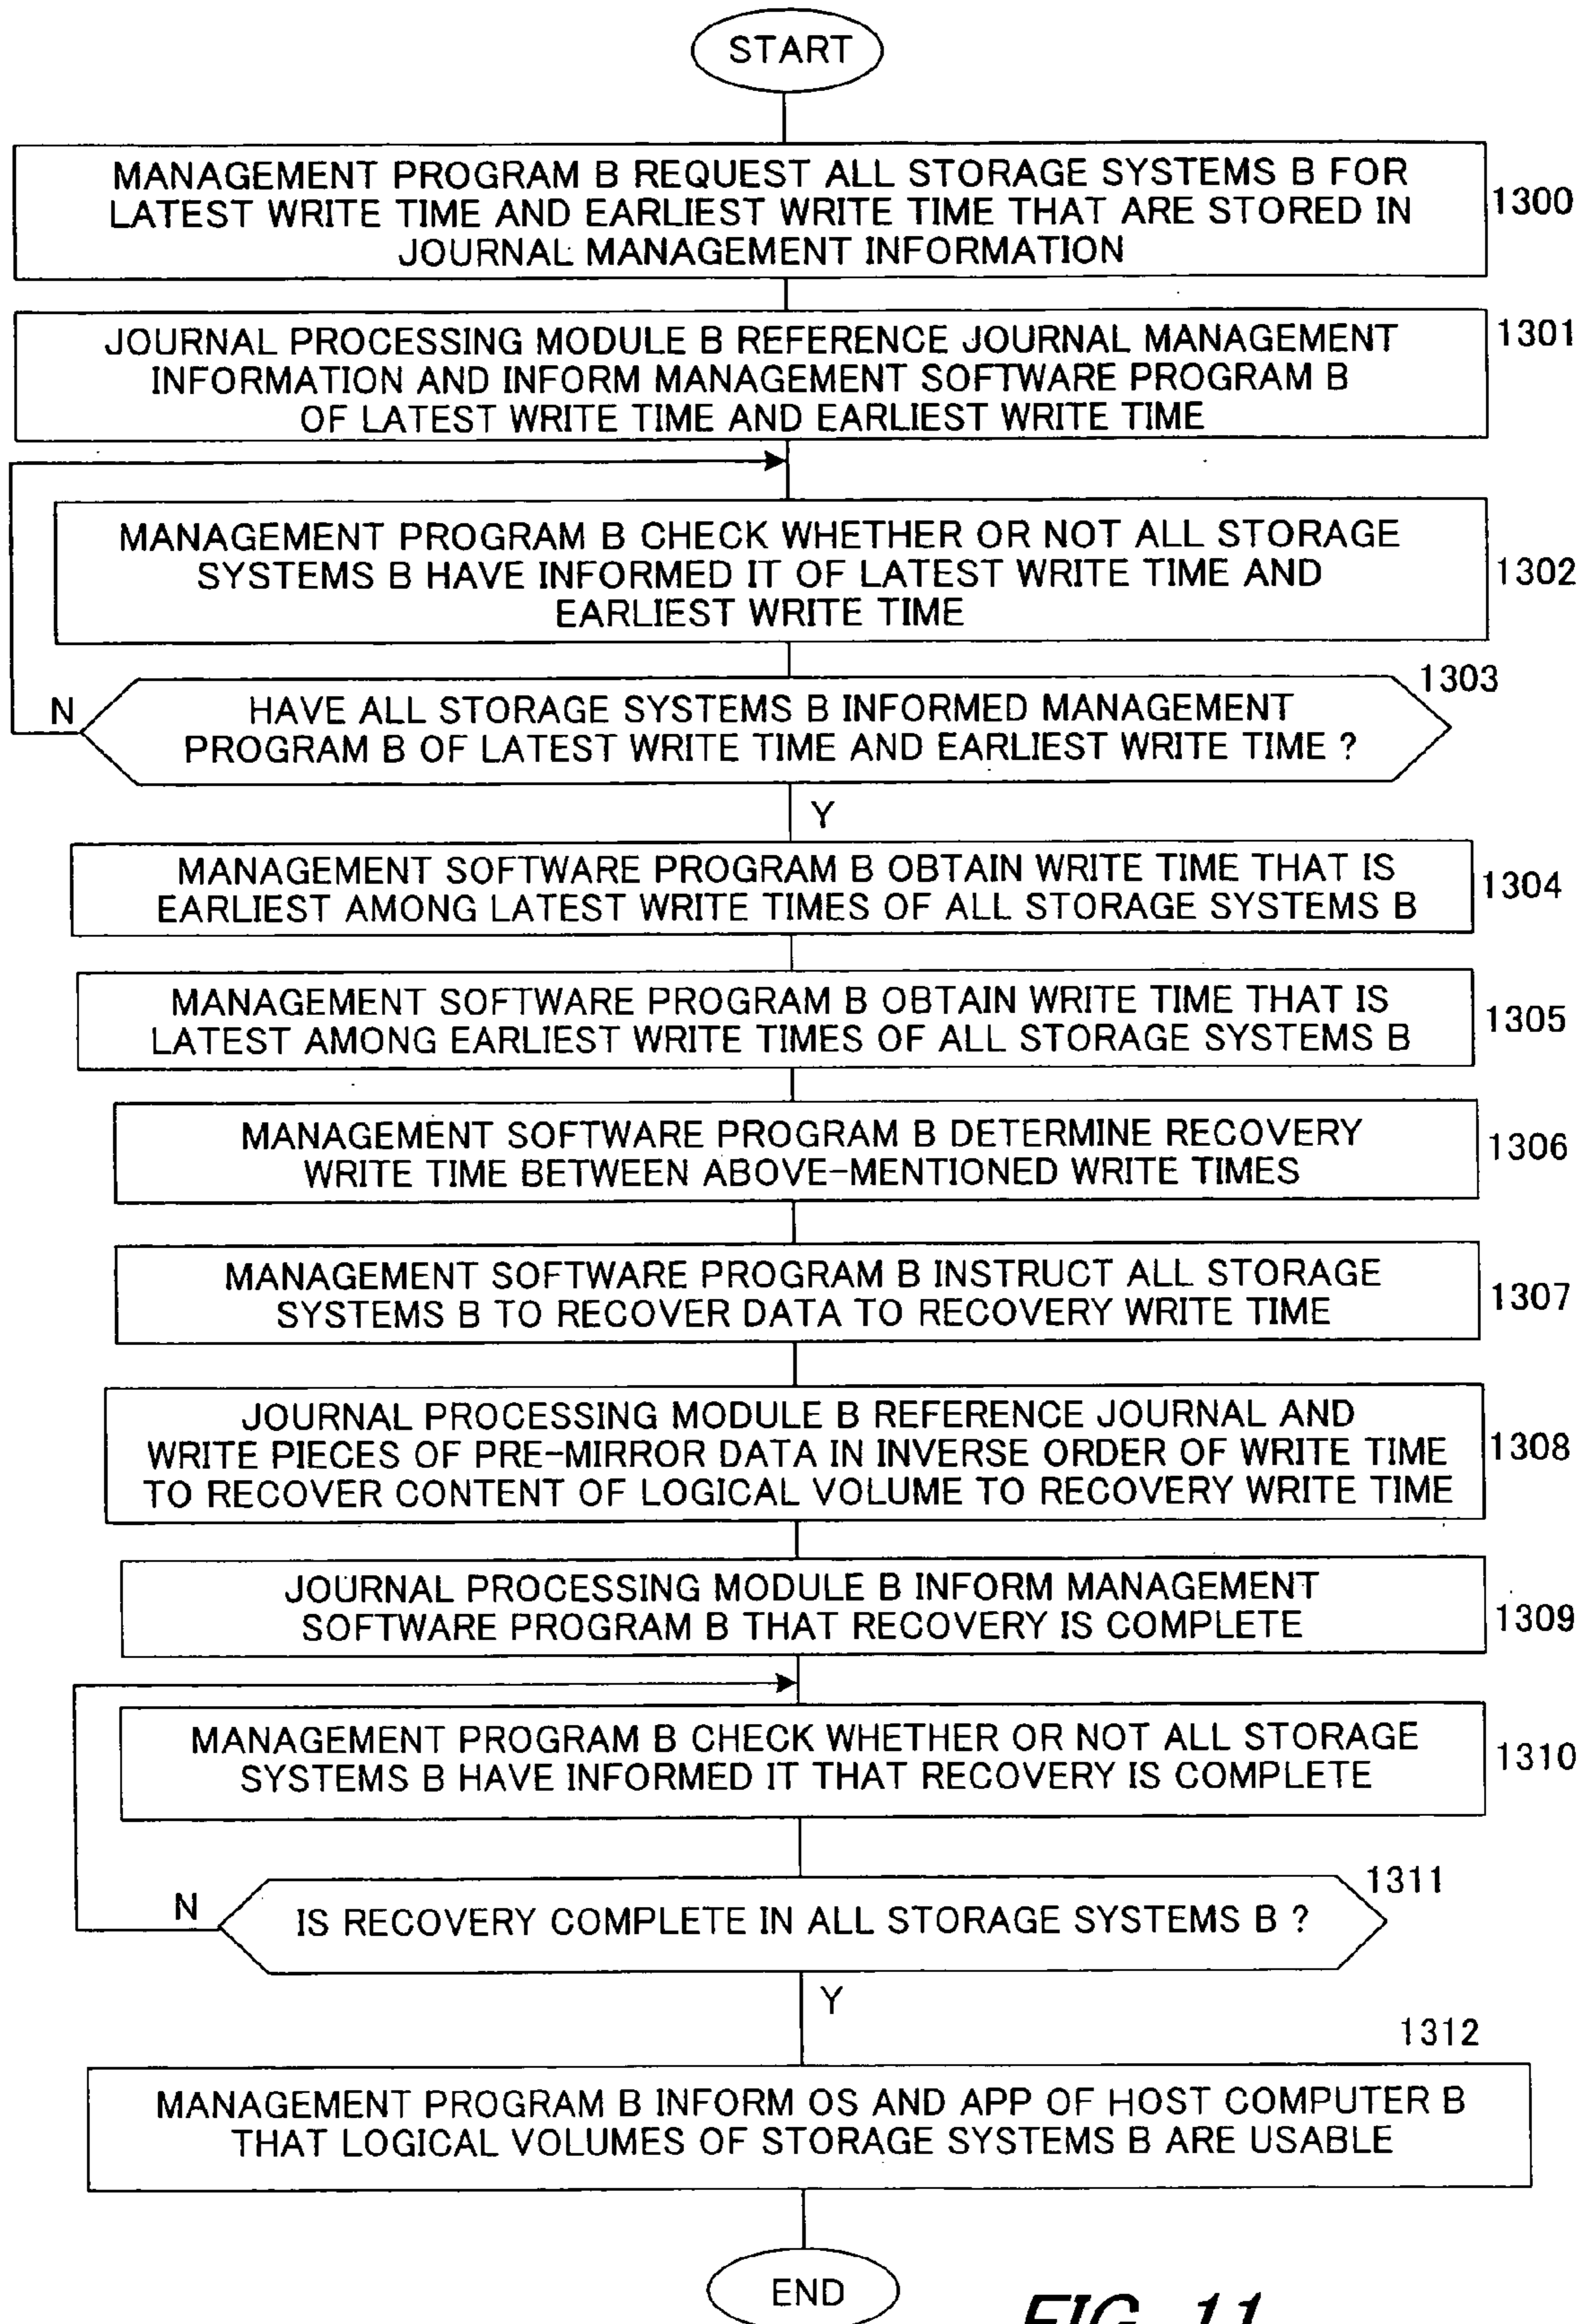 START
MANAGEMENT PROGRAM B REQUEST ALL STORAGE SYSTEMS B FOR
LATEST WRITE TIME AND EARLIEST WRITE TIME THAT ARE STORED IN
JOURNAL MANAGEMENT INFORMATION
1300
JOURNAL PROCESSING MODULE B REFERENCE JOURNAL MANAGEMENT
INFORMATION AND INFORM MANAGEMENT SOFTWARE PROGRAM B
OF LATEST WRITE TIME AND EARLIEST WRITE TIME
1301
MANAGEMENT PROGRAM B CHECK WHETHER OR NOT ALL STORAGE
SYSTEMS B HAVE INFORMED IT OF LATEST WRITE TIME AND
EARLIEST WRITE TIME
1302
1303
N
HAVE ALL STORAGE SYSTEMS B INFORMED MANAGEMENT
PROGRAM B OF LATEST WRITE TIME AND EARLIEST WRITE TIME ?
Y
MANAGEMENT SOFTWARE PROGRAM B OBTAIN WRITE TIME THAT IS
EARLIEST AMONG LATEST WRITE TIMES OF ALL STORAGE SYSTEMS B
1304
MANAGEMENT SOFTWARE PROGRAM B OBTAIN WRITE TIME THAT IS
LATEST AMONG EARLIEST WRITE TIMES OF ALL STORAGE SYSTEMS B
1305
MANAGEMENT SOFTWARE PROGRAM B DETERMINE RECOVERY
WRITE TIME BETWEEN ABOVE-MENTIONED WRITE TIMES
1306
MANAGEMENT SOFTWARE PROGRAM B INSTRUCT ALL STORAGE
SYSTEMS B TO RECOVER DATA TO RECOVERY WRITE TIME
1307
JOURNAL PROCESSING MODULE B REFERENCE JOURNAL AND
WRITE PIECES OF PRE-MIRROR DATA IN INVERSE ORDER OF WRITE TIME
TO RECOVER CONTENT OF LOGICAL VOLUME TO RECOVERY WRITE TIME
1308
JOURNAL PROCESSING MODULE B INFORM MANAGEMENT
SOFTWARE PROGRAM B THAT RECOVERY IS COMPLETE
1309
MANAGEMENT PROGRAM B CHECK WHETHER OR NOT ALL STORAGE
SYSTEMS B HAVE INFORMED IT THAT RECOVERY IS COMPLETE
1310
1311
N
IS RECOVERY COMPLETE IN ALL STORAGE SYSTEMS B ?
Y
1312
MANAGEMENT PROGRAM B INFORM OS AND APP OF HOST COMPUTER B
THAT LOGICAL VOLUMES OF STORAGE SYSTEMS B ARE USABLE
END
FIG. 11